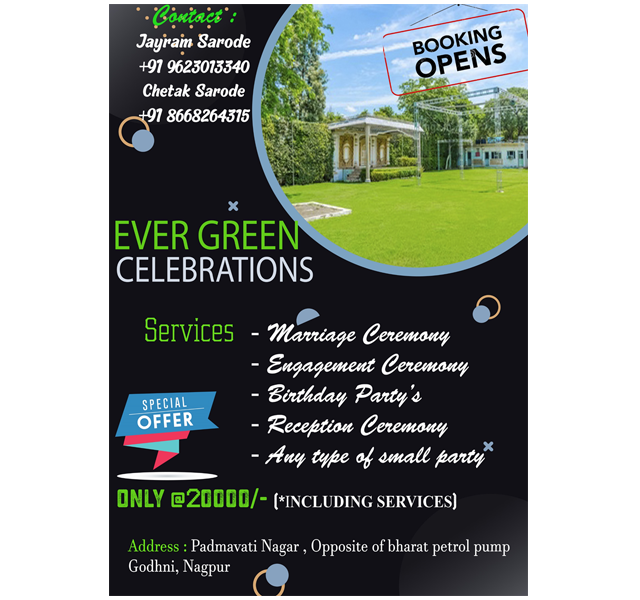 Contact :
Jayram Sarode
+91 9623013340
Chetak Sarode
+91 8668264315
BOOKING
OPENS
EVER GREEN
CELEBRATIONS
Services
- Marriage Ceremony
- Engagement Ceremony
- Birthday Party's
- Reception Ceremony
- Any type of small party
SPECIAL
OFFER
ONLY @20000/- (*INCLUDING SERVICES)
Address : Padmavati Nagar , Opposite of bharat petrol pump
Godhni, Nagpur